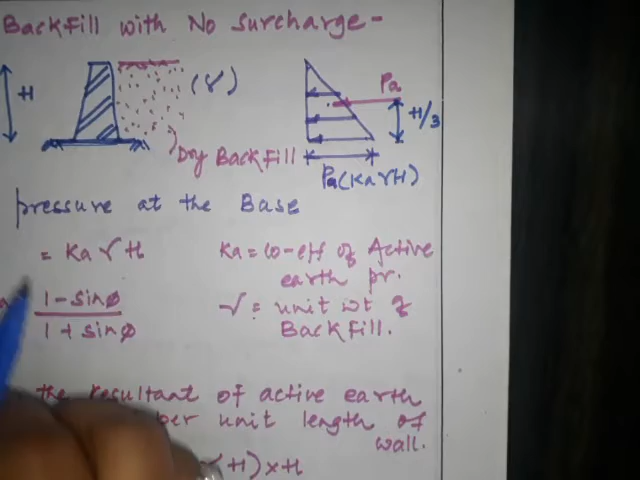 BackFill with No Surcharge -
H
(γ)
Pa
H/3
Dry BackFill
Pa(KaγH)
pressure at the Base
= Ka γ H
Ka = co-eff of Active
earth pr.
1 - sinφ
1 + sinφ
γ = unit wt of
BackFill.
the resultant of active earth
per unit length of
wall.
H) × H